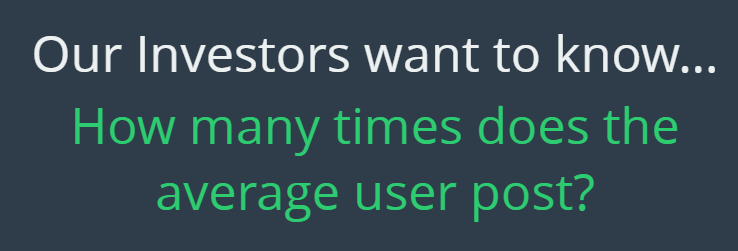 Our Investors want to know...
How many times does the
average user post?